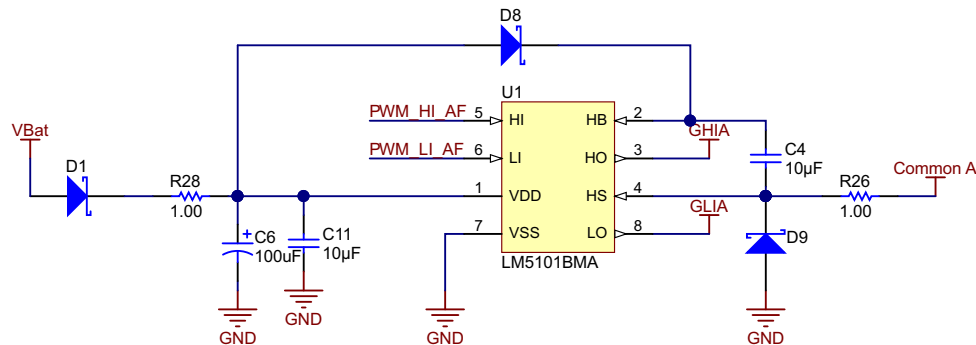 D8
U1
VBat
PWM_HI_AF 5 HI HB 2
GHIA
PWM_LI_AF 6 LI HO 3
C4
10µF
D1
R28
1.00
1 VDD HS 4
R26
1.00
Common A
GLIA
C6
+
100uF
C11
10µF
7 VSS LO 8
D9
LM5101BMA
GND
GND
GND
GND